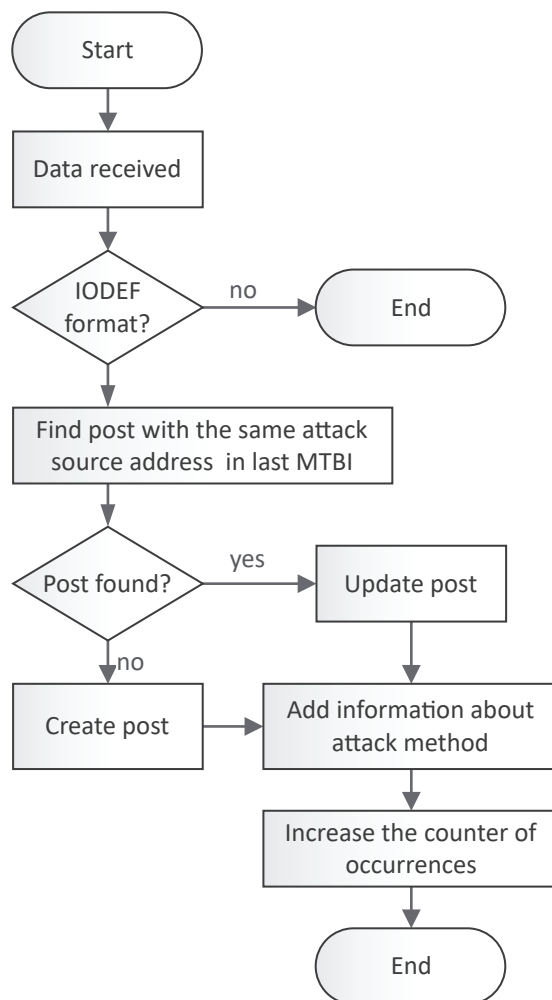 Start
Data received
IODEF
format?
no
End
Find post with the same attack
source address in last MTBI
Post found?
yes
Update post
no
Create post
Add information about
attack method
Increase the counter of
occurrences
End